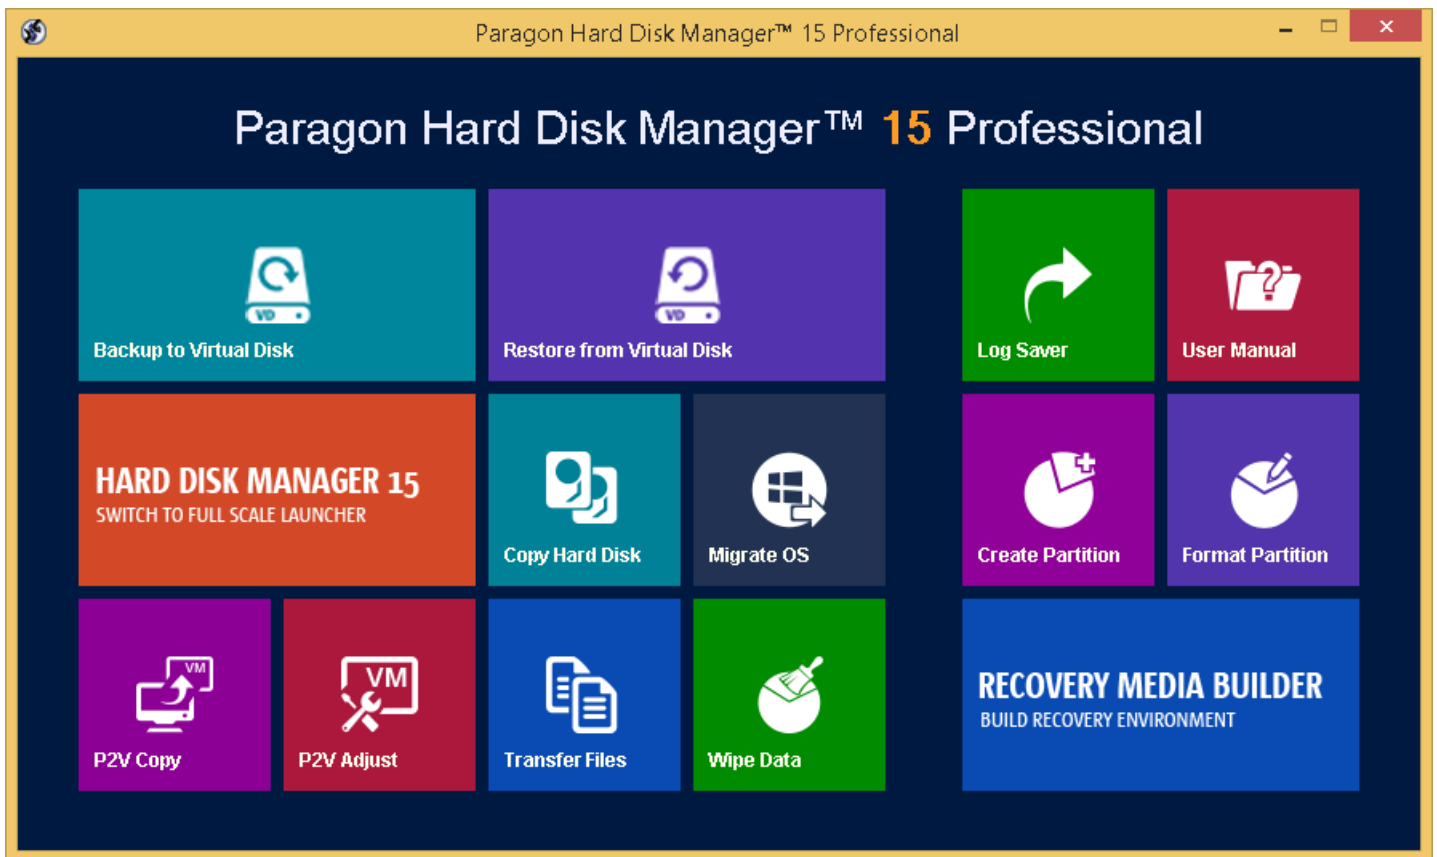 Paragon Hard Disk Manager™ 15 Professional
Paragon Hard Disk Manager™ 15 Professional
VD
Backup to Virtual Disk
VD
Restore from Virtual Disk
Log Saver
?
User Manual
HARD DISK MANAGER 15
SWITCH TO FULL SCALE LAUNCHER
Copy Hard Disk
Migrate OS
Create Partition
Format Partition
VM
P2V Copy
VM
P2V Adjust
Transfer Files
Wipe Data
RECOVERY MEDIA BUILDER
BUILD RECOVERY ENVIRONMENT